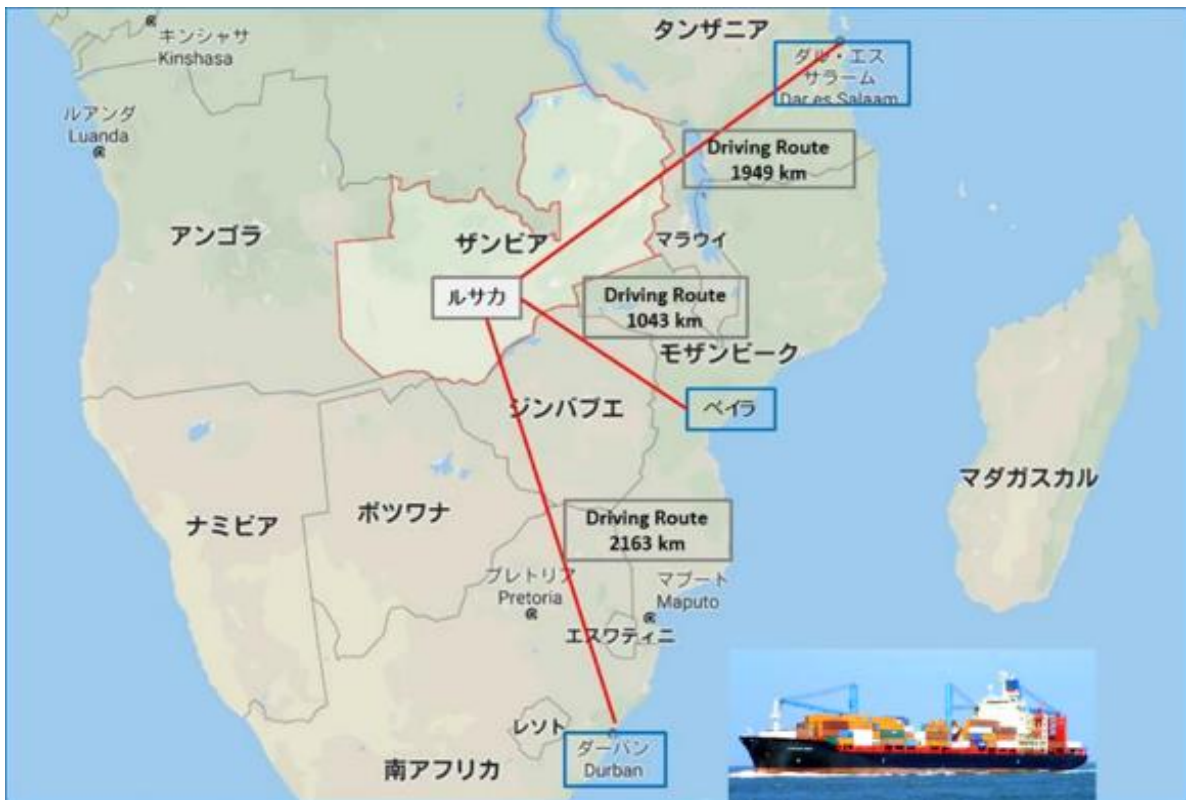 タンザニア
キンシャサ
Kinshasa
ダル・エス
サラーム
Dar es Salaam
ルアンダ
Luanda
Driving Route
1949 km
アンゴラ
ザンビア
マラウイ
ルサカ
Driving Route
1043 km
モザンビーク
ジンバブエ
ベイラ
マダガスカル
ナミビア
ボツワナ
Driving Route
2163 km
プレトリア
Pretoria
マプート
Maputo
エスワティニ
レソト
ダーバン
Durban
南アフリカ